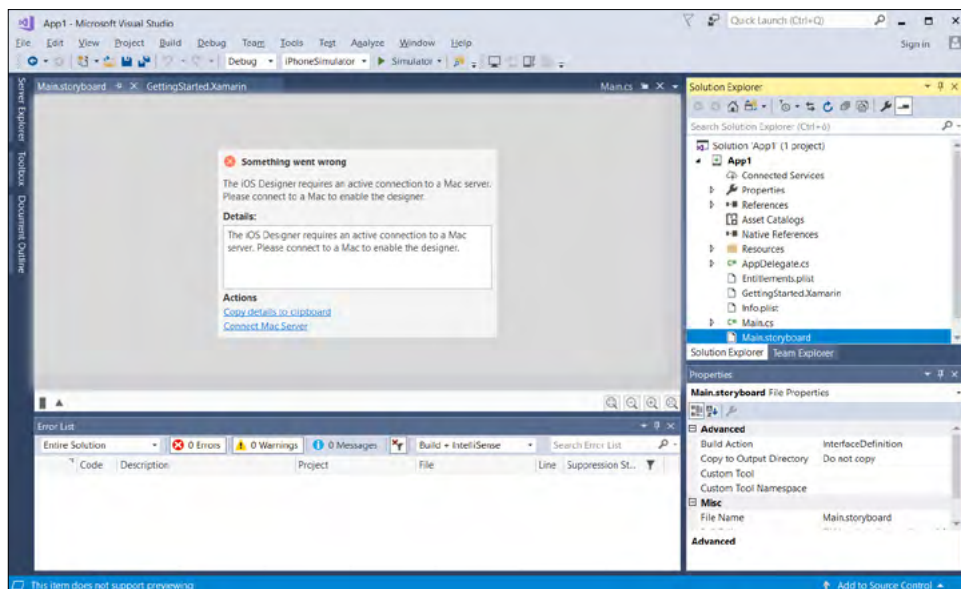 App1 - Microsoft Visual Studio
Quick Launch (Ctrl+Q)
File Edit View Project Build Debug Team Tools Test Analyze Window Help
Sign in
Debug iPhoneSimulator Simulator
Server Explorer
Toolbox
Document Outline
Main.storyboard GettingStarted.Xamarin Main.cs
Something went wrong
The iOS Designer requires an active connection to a Mac server.
Please connect to a Mac to enable the designer.
Details:
The iOS Designer requires an active connection to a Mac
server. Please connect to a Mac to enable the designer.
Actions
Copy details to clipboard
Connect Mac Server
Error List
Entire Solution 0 Errors 0 Warnings 0 Messages Build + IntelliSense Search Error List
Code Description Project File Line Suppression St...
Solution Explorer
Search Solution Explorer (Ctrl+è)
Solution 'App1' (1 project)
App1
Connected Services
Properties
References
Asset Catalogs
Native References
Resources
AppDelegate.cs
Entitlements.plist
GettingStarted.Xamarin
Info.plist
Main.cs
Main.storyboard
Solution Explorer Team Explorer
Properties
Main.storyboard File Properties
Advanced
Build Action InterfaceDefinition
Copy to Output Directory Do not copy
Custom Tool
Custom Tool Namespace
Misc
File Name Main.storyboard
Advanced
This item does not support previewing
Add to Source Control